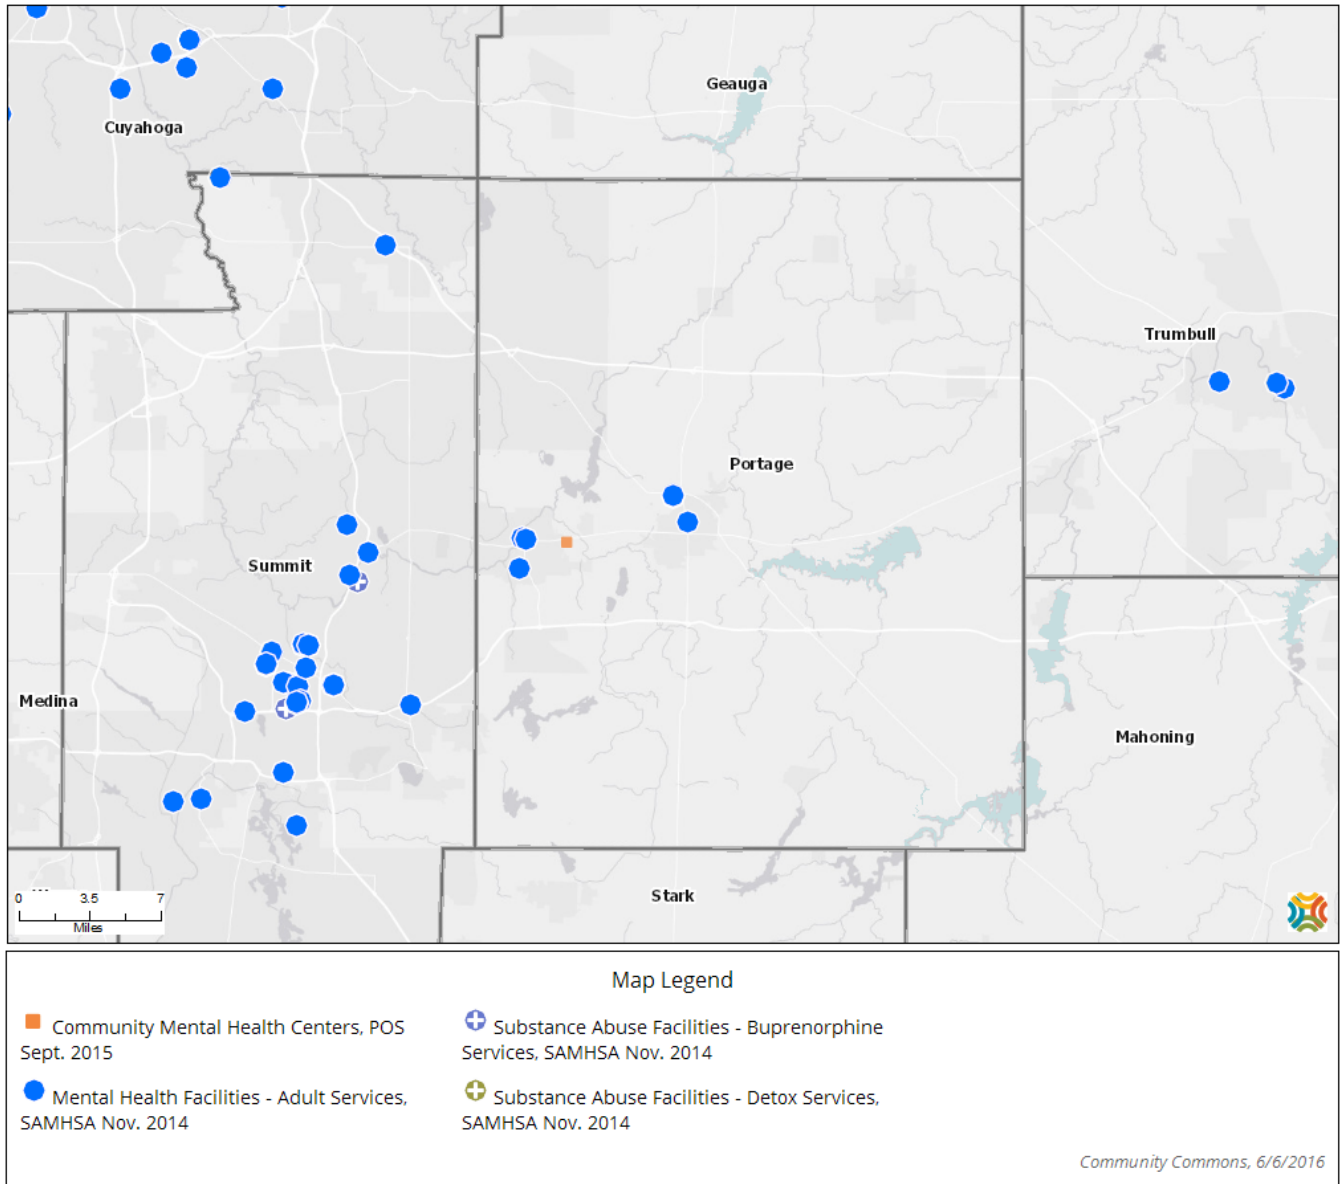 Geauga
Cuyahoga
Trumbull
Portage
Summit
Medina
Mahoning
Stark
0 3.5 7
Miles
Map Legend
Community Mental Health Centers, POS
Sept. 2015
Mental Health Facilities - Adult Services,
SAMHSA Nov. 2014
Substance Abuse Facilities - Buprenorphine
Services, SAMHSA Nov. 2014
Substance Abuse Facilities - Detox Services,
SAMHSA Nov. 2014
Community Commons, 6/6/2016